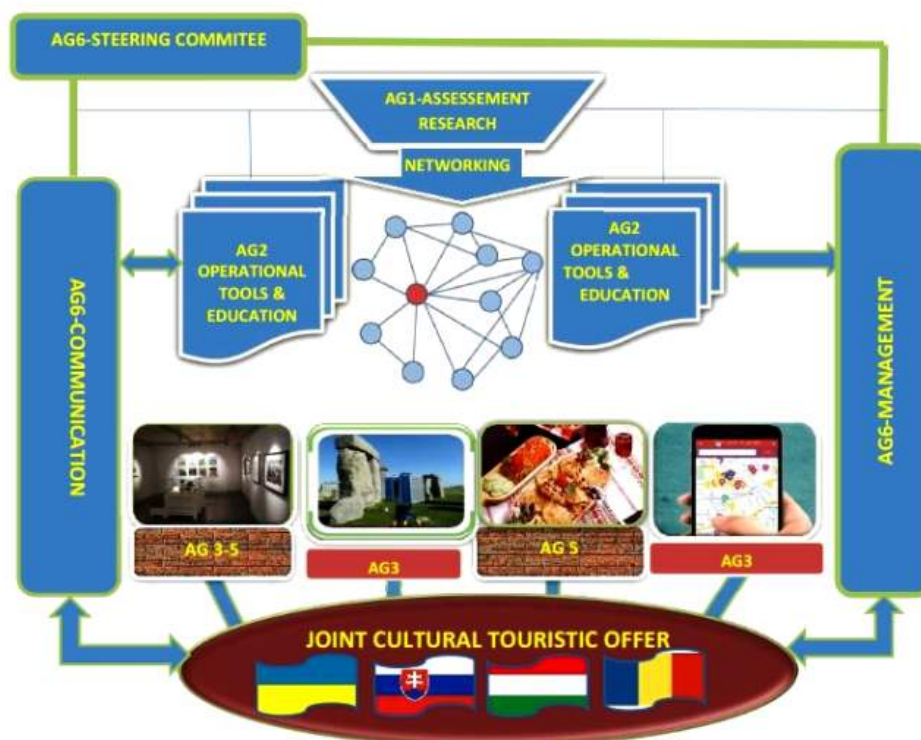 AG6-STEERING COMMITEE
AG1-ASSESSEMENT
RESEARCH
NETWORKING
AG2
OPERATIONAL
TOOLS &
EDUCATION
AG2
OPERATIONAL
TOOLS &
EDUCATION
AG6-COMMUNICATION
AG6-MANAGEMENT
AG 3-5
AG3
AG 5
AG3
JOINT CULTURAL TOURISTIC OFFER